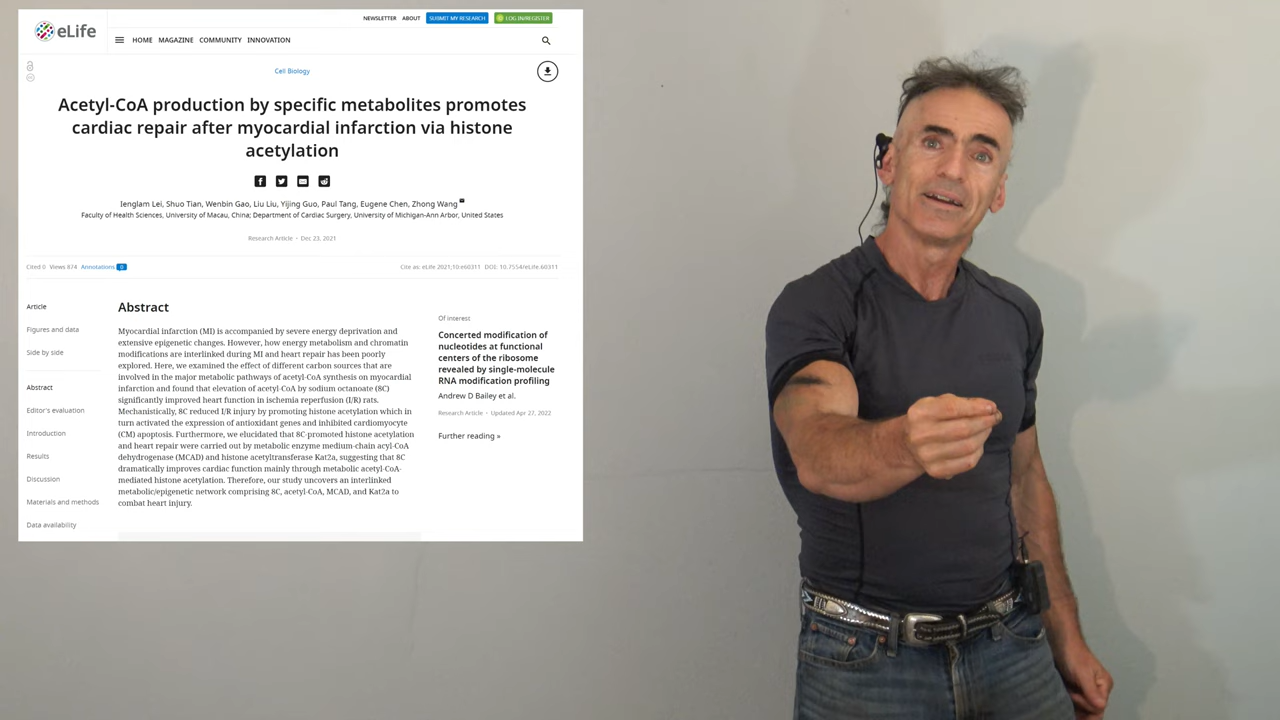 eLife
NEWSLETTER ABOUT SUBMIT MY RESEARCH LOG IN/REGISTER
HOME MAGAZINE COMMUNITY INNOVATION
Cell Biology
Acetyl-CoA production by specific metabolites promotes
cardiac repair after myocardial infarction via histone
acetylation
Ienglam Lei, Shuo Tian, Wenbin Gao, Liu Liu, Yijing Guo, Paul Tang, Eugene Chen, Zhong Wang
Faculty of Health Sciences, University of Macau, China; Department of Cardiac Surgery, University of Michigan-Ann Arbor, United States
Research Article • Dec 23, 2021
Cited 0 Views 874 Annotations 0
Cite as: eLife 2021;10:e60311 DOI: 10.7554/eLife.60311
Article
Figures and data
Side by side
Abstract
Editor's evaluation
Introduction
Results
Discussion
Materials and methods
Data availability
Abstract
Myocardial infarction (MI) is accompanied by severe energy deprivation and
extensive epigenetic changes. However, how energy metabolism and chromatin
modifications are interlinked during MI and heart repair has been poorly
explored. Here, we examined the effect of different carbon sources that are
involved in the major metabolic pathways of acetyl-CoA synthesis on myocardial
infarction and found that elevation of acetyl-CoA by sodium octanoate (8C)
significantly improved heart function in ischemia reperfusion (I/R) rats.
Mechanistically, 8C reduced I/R injury by promoting histone acetylation which in
turn activated the expression of antioxidant genes and inhibited cardiomyocyte
(CM) apoptosis. Furthermore, we elucidated that 8C-promoted histone acetylation
and heart repair were carried out by metabolic enzyme medium-chain acyl-CoA
dehydrogenase (MCAD) and histone acetyltransferase Kat2a, suggesting that 8C
dramatically improves cardiac function mainly through metabolic acetyl-CoA-
mediated histone acetylation. Therefore, our study uncovers an interlinked
metabolic/epigenetic network comprising 8C, acetyl-CoA, MCAD, and Kat2a to
combat heart injury.
Of interest
Concerted modification of
nucleotides at functional
centers of the ribosome
revealed by single-molecule
RNA modification profiling
Andrew D Bailey et al.
Research Article • Updated Apr 27, 2022
Further reading »